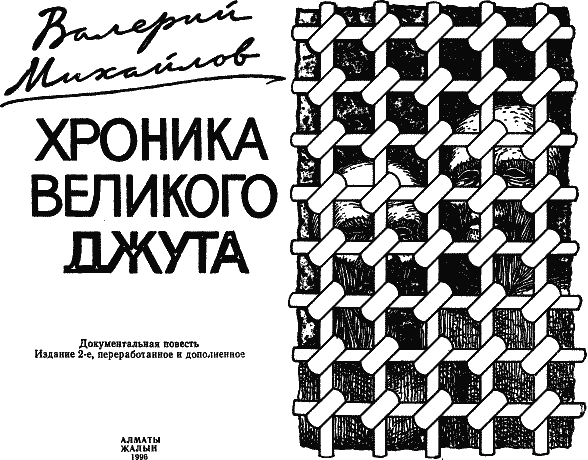 Валерий
Михайлов
ХРОНИКА
ВЕЛИКОГО
ДЖУТА
Документальная повесть
Издание 2-е, переработанное и дополненное
АЛМАТЫ
ЖАЛЫН
1996